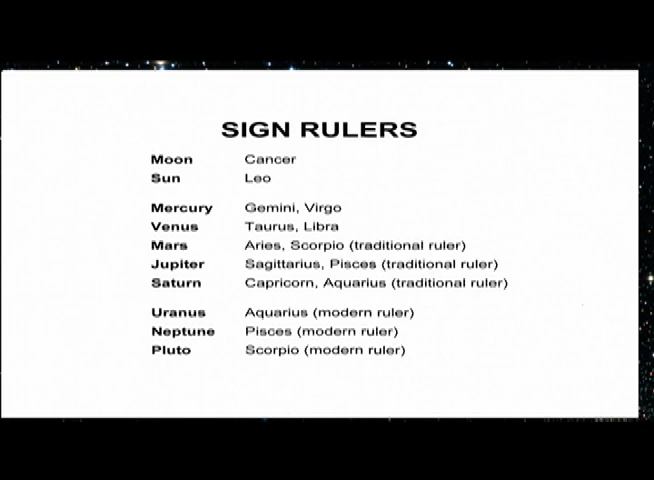 SIGN RULERS
Moon Cancer
Sun Leo
Mercury Gemini, Virgo
Venus Taurus, Libra
Mars Aries, Scorpio (traditional ruler)
Jupiter Sagittarius, Pisces (traditional ruler)
Saturn Capricorn, Aquarius (traditional ruler)
Uranus Aquarius (modern ruler)
Neptune Pisces (modern ruler)
Pluto Scorpio (modern ruler)